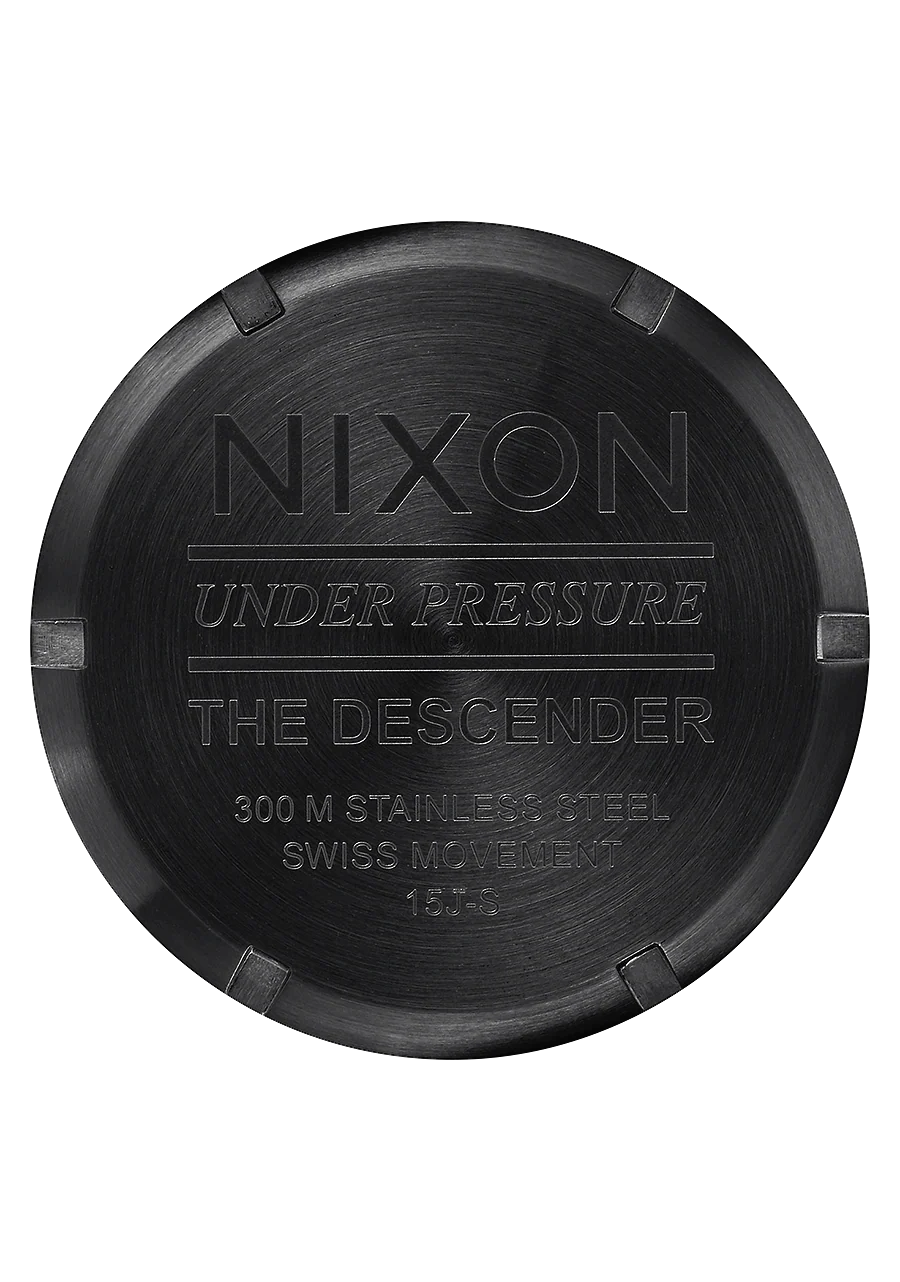 NIXON
UNDER PRESSURE
THE DESCENDER
300 M STAINLESS STEEL
SWISS MOVEMENT
15J-S